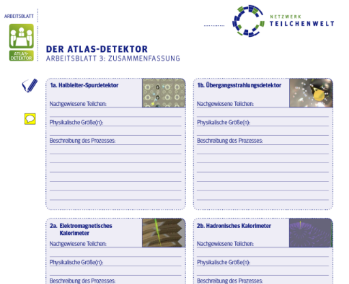 ARBEITSBLATT
NETZWERK
TEILCHENWELT
ATLAS-
DETEKTOR
DER ATLAS-DETEKTOR
ARBEITSBLATT 3: ZUSAMMENFASSUNG
1a. Halbleiter-Spurdetektor
Nachgewiesene Teilchen:
Physikalische Größe(n):
Beschreibung des Prozesses:
1b. Übergangsstrahlungsdetektor
Nachgewiesene Teilchen:
Physikalische Größe(n):
Beschreibung des Prozesses:
2a. Elektromagnetisches
Kalorimeter
Nachgewiesene Teilchen:
Physikalische Größe(n):
Beschreibung des Prozesses:
2b. Hadronisches Kalorimeter
Nachgewiesene Teilchen:
Physikalische Größe(n):
Beschreibung des Prozesses: